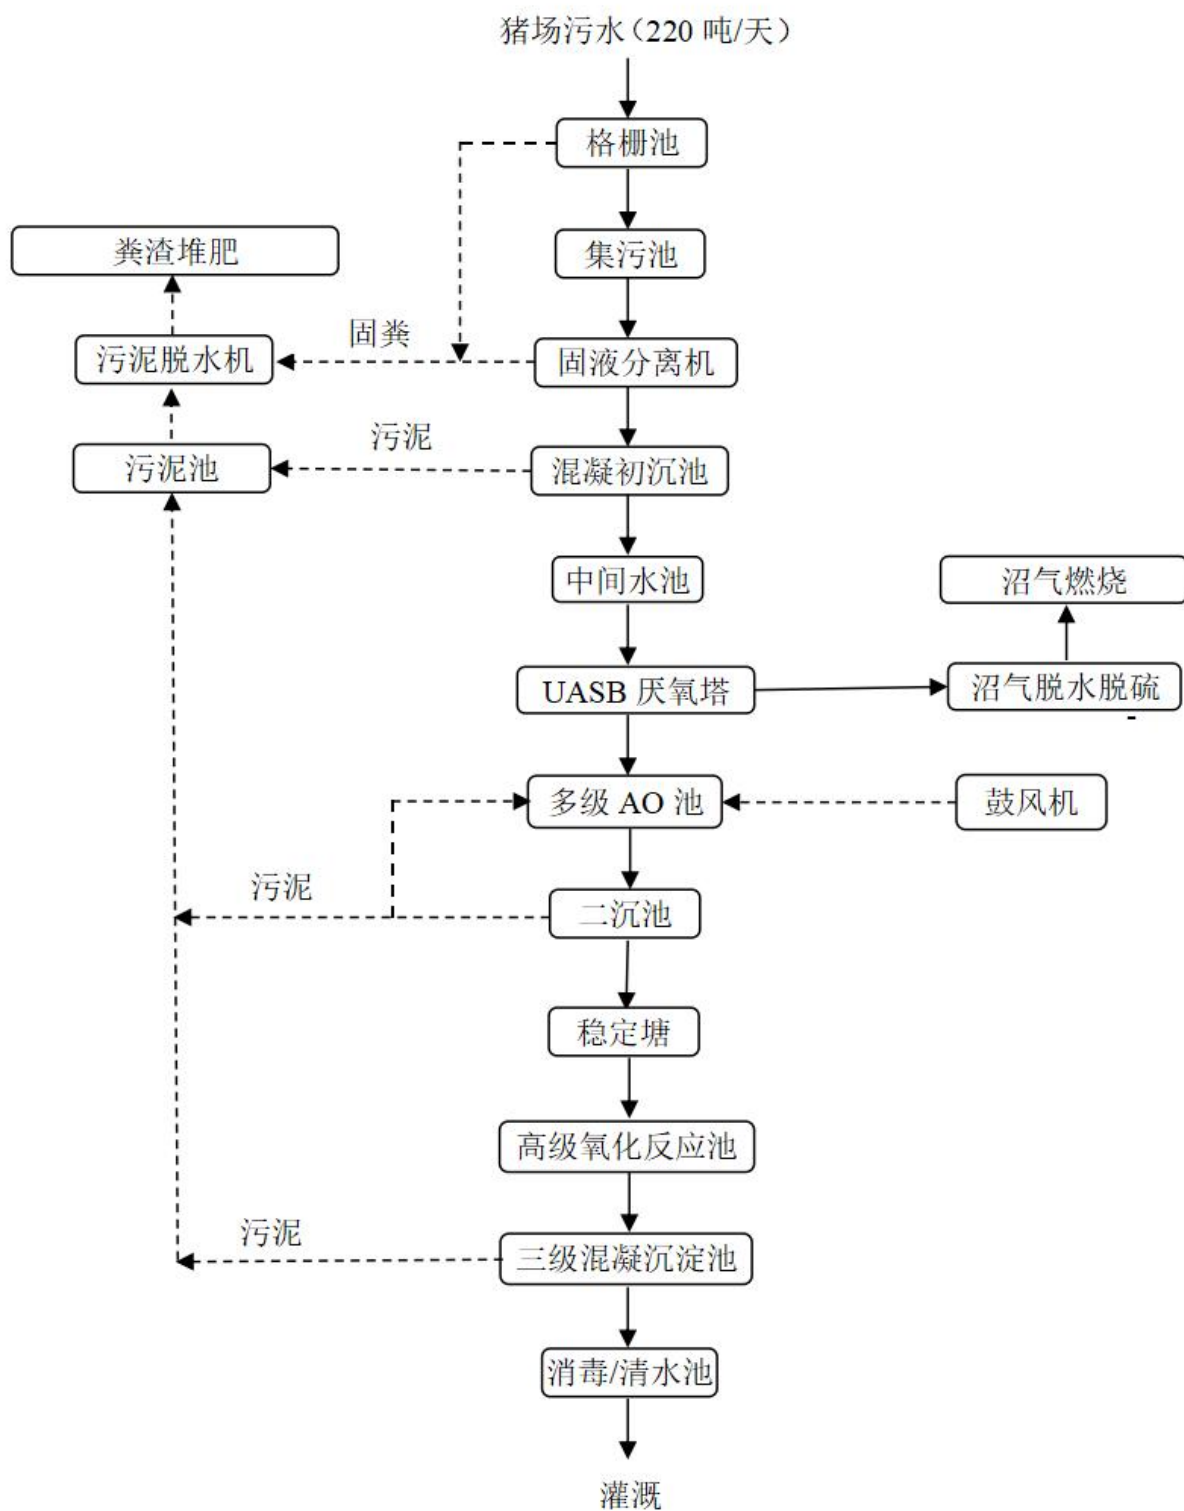 猪场污水（220 吨/天）
格栅池
粪渣堆肥
集污池
固粪
污泥脱水机
固液分离机
污泥
污泥池
混凝初沉池
中间水池
沼气燃烧
UASB 厌氧塔
沼气脱水脱硫
多级 AO 池
鼓风机
污泥
二沉池
稳定塘
高级氧化反应池
污泥
三级混凝沉淀池
消毒/清水池
灌溉